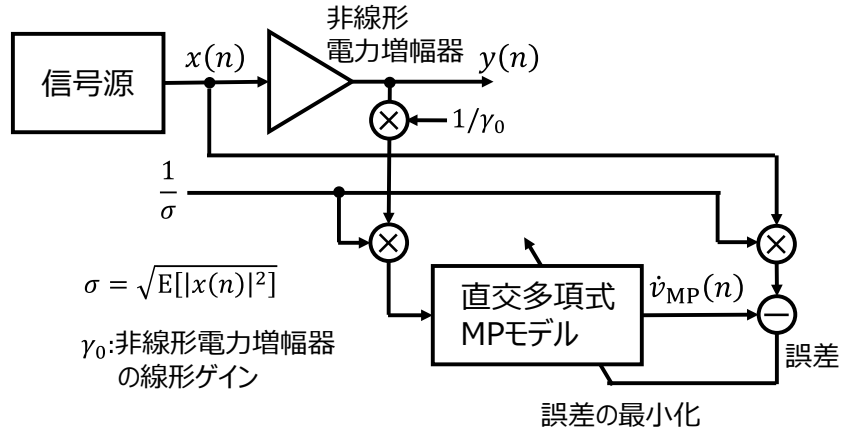 非線形
電力増幅器
信号源
x(n)
y(n)
1/γ₀
1/σ
σ = √E[|x(n)|²]
γ₀:非線形電力増幅器
の線形ゲイン
直交多項式
MPモデル
v̇_MP(n)
誤差
誤差の最小化